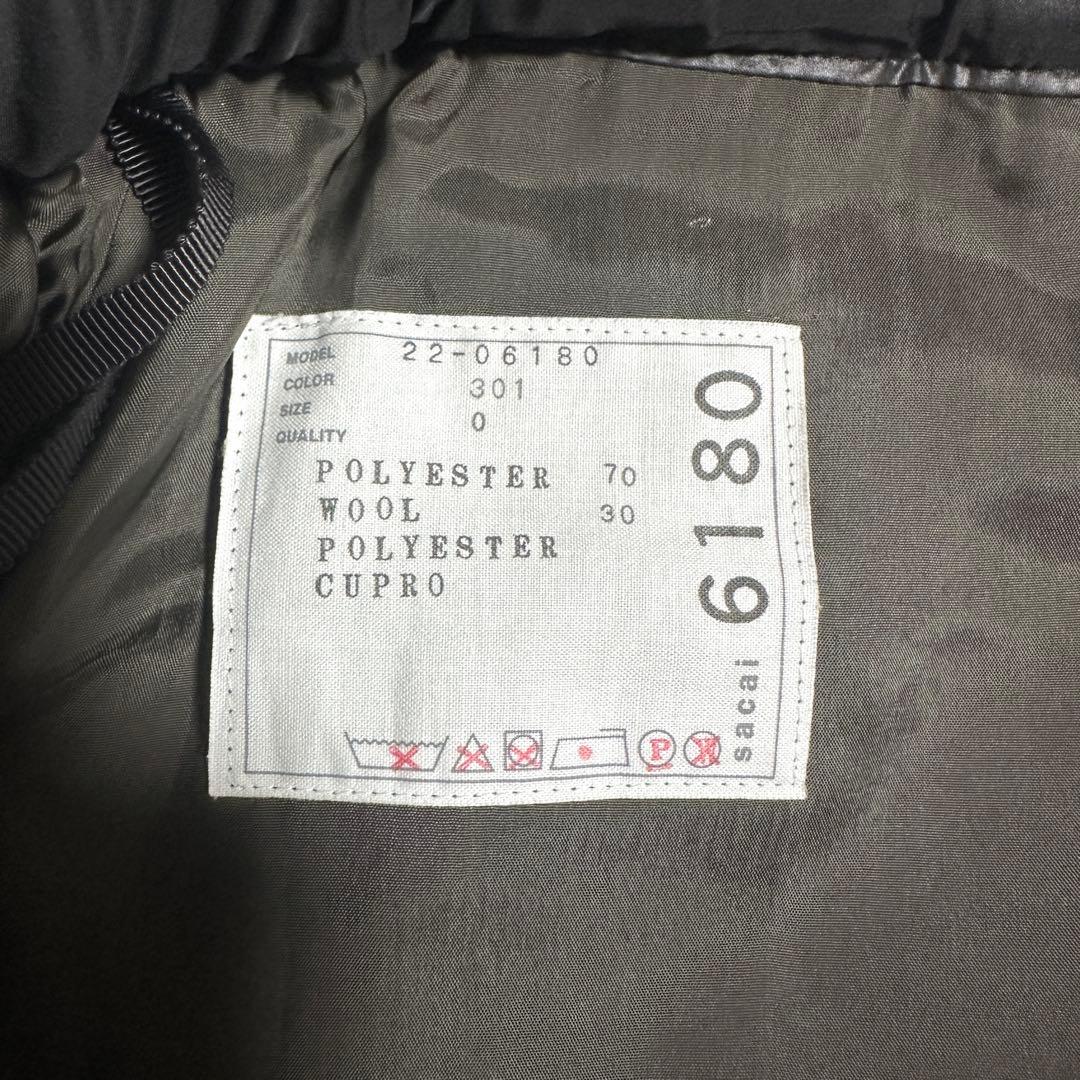 MODEL 22-06180
COLOR 301
SIZE 0
QUALITY
POLYESTER 70
WOOL 30
POLYESTER
CUPRO
P
sacai 6180